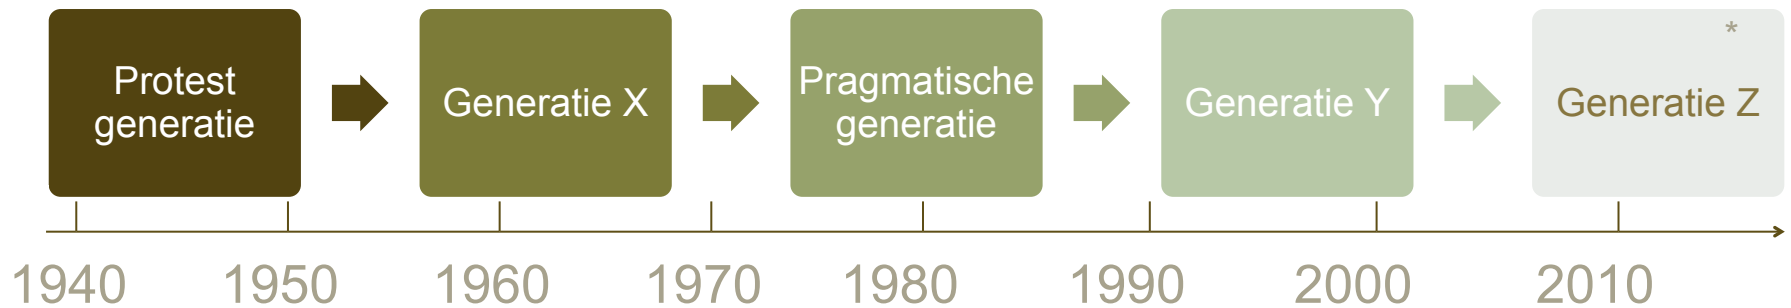 *
Protest
generatie
Generatie X
Pragmatische
generatie
Generatie Y
Generatie Z
1940 1950 1960 1970 1980 1990 2000 2010